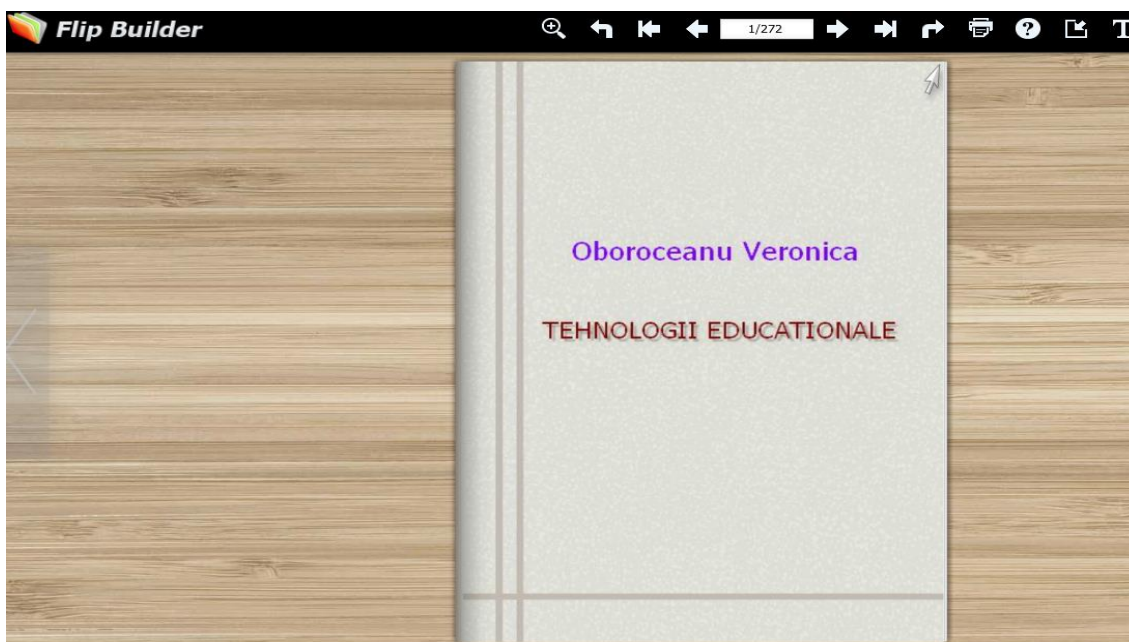 Flip Builder
1/272
T
Oboroceanu Veronica
TEHNOLOGII EDUCATIONALE